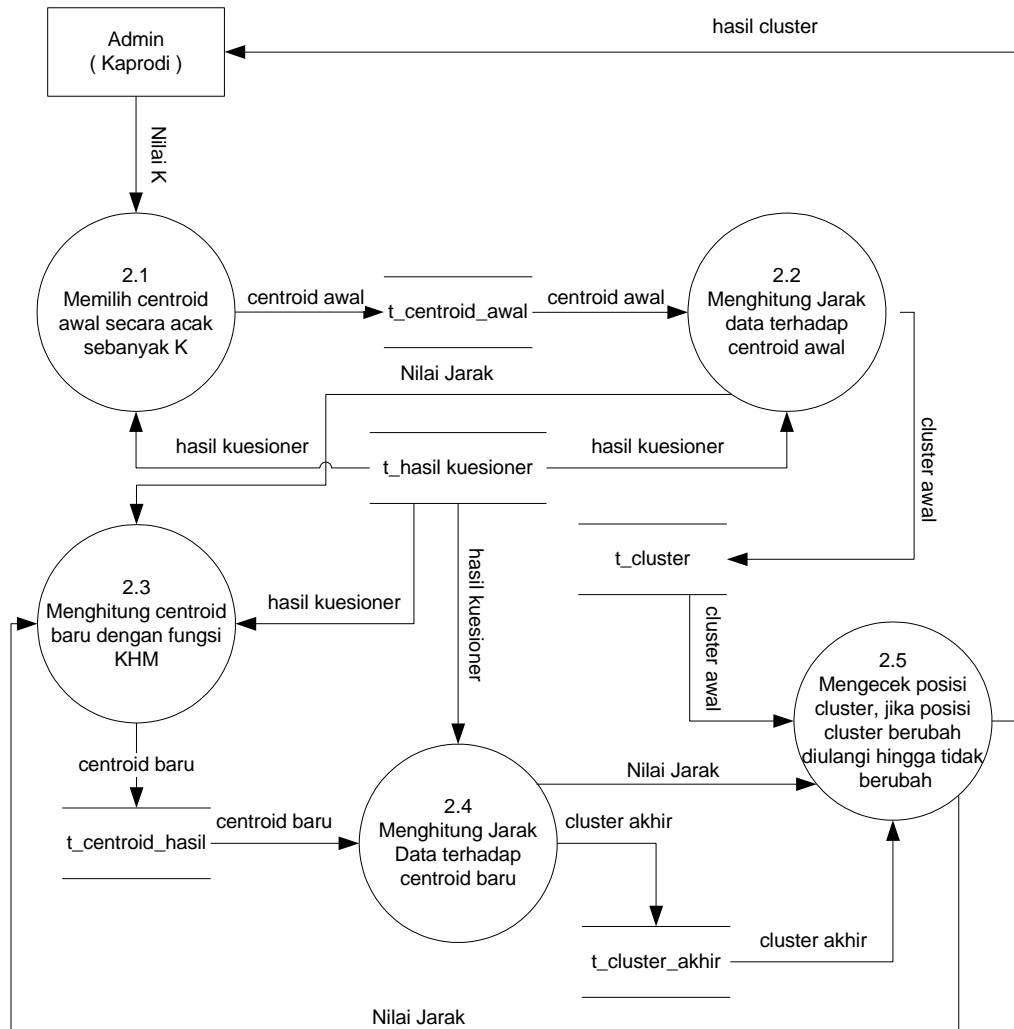 hasil cluster
Admin
( Kaprodi )
Nilai K
2.1
Memilih centroid
awal secara acak
sebanyak K
centroid awal
t_centroid_awal
centroid awal
2.2
Menghitung Jarak
data terhadap
centroid awal
Nilai Jarak
hasil kuesioner
t_hasil kuesioner
hasil kuesioner
cluster awal
2.3
Menghitung centroid
baru dengan fungsi
KHM
hasil kuesioner
hasil kuesioner
t_cluster
cluster awal
2.5
Mengecek posisi
cluster, jika posisi
cluster berubah
diulangi hingga tidak
berubah
centroid baru
t_centroid_hasil
centroid baru
2.4
Menghitung Jarak
Data terhadap
centroid baru
Nilai Jarak
cluster akhir
t_cluster_akhir
cluster akhir
Nilai Jarak